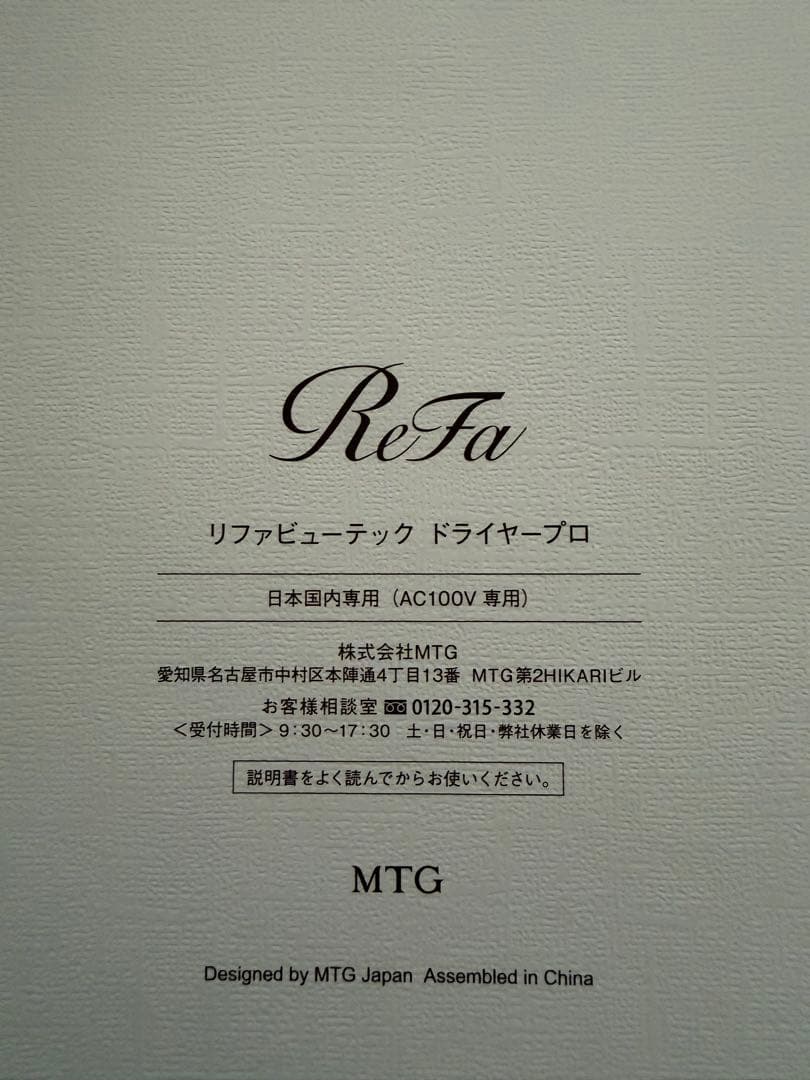 ReFa
リファビューテック ドライヤープロ
日本国内専用（AC100V 専用）
株式会社MTG
愛知県名古屋市中村区本陣通4丁目13番 MTG第2HIKARIビル
お客様相談室 0120-315-332
＜受付時間＞9:30～17:30 土・日・祝日・弊社休業日を除く
説明書をよく読んでからお使いください。
MTG
Designed by MTG Japan Assembled in China